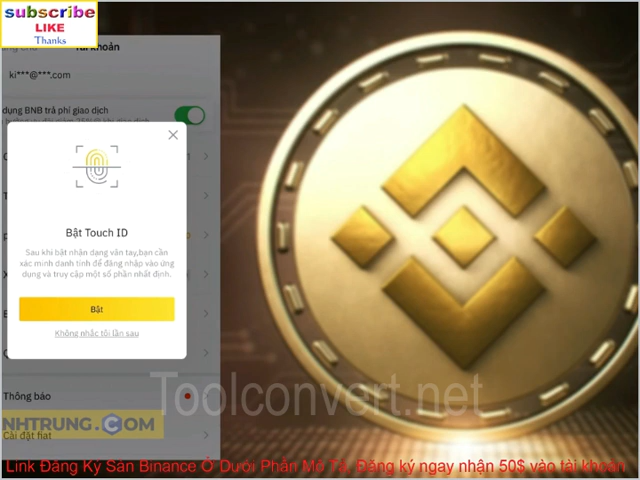 subscribe
LIKE
Thanks
Tài khoản
ki***@***.com
dụng BNB trả phí giao dịch
Bật Touch ID
Sau khi bật nhận dạng vân tay,bạn cần
xác minh danh tính để đăng nhập vào ứng
dụng và truy cập một số phần nhất định.
Bật
Không nhắc tôi lần sau
Thông báo
Toolconvert.net
NHTRUNG.COM
Cài đặt fiat
Link Đăng Ký Sàn Binance Ở Dưới Phần Mô Tả, Đăng ký ngay nhận 50$ vào tài khoản